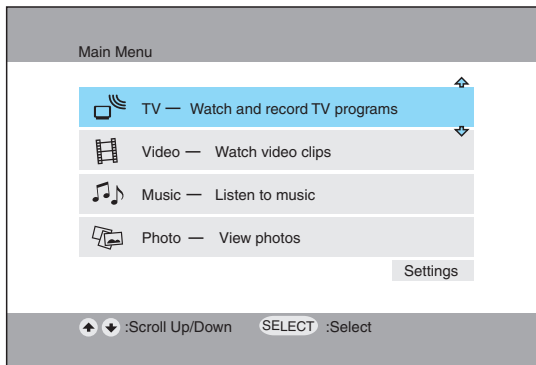 Main Menu
TV — Watch and record TV programs
Video — Watch video clips
Music — Listen to music
Photo — View photos
Settings
:Scroll Up/Down SELECT :Select